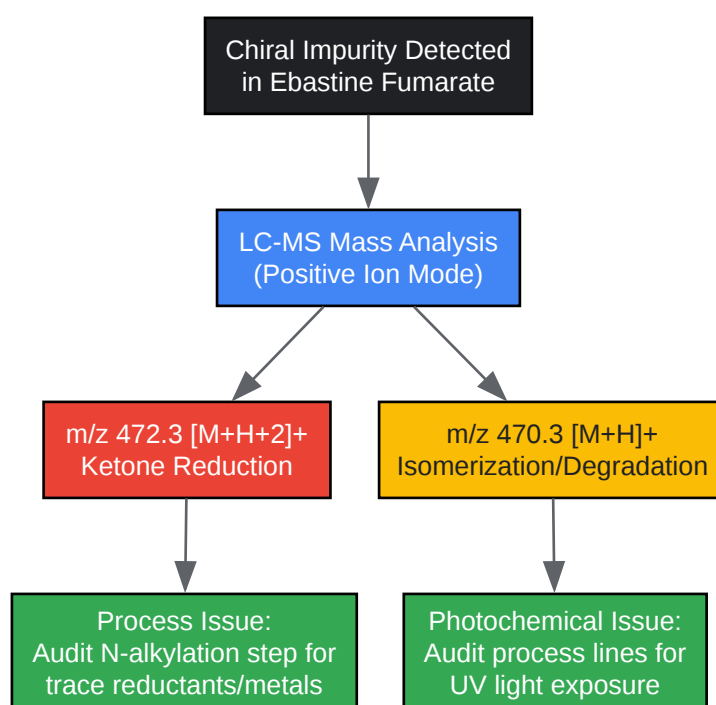 Chiral Impurity Detected
in Ebastine Fumarate
LC-MS Mass Analysis
(Positive Ion Mode)
m/z 472.3 [M+H+2]+
Ketone Reduction
m/z 470.3 [M+H]+
Isomerization/Degradation
Process Issue:
Audit N-alkylation step for
trace reductants/metals
Photochemical Issue:
Audit process lines for
UV light exposure